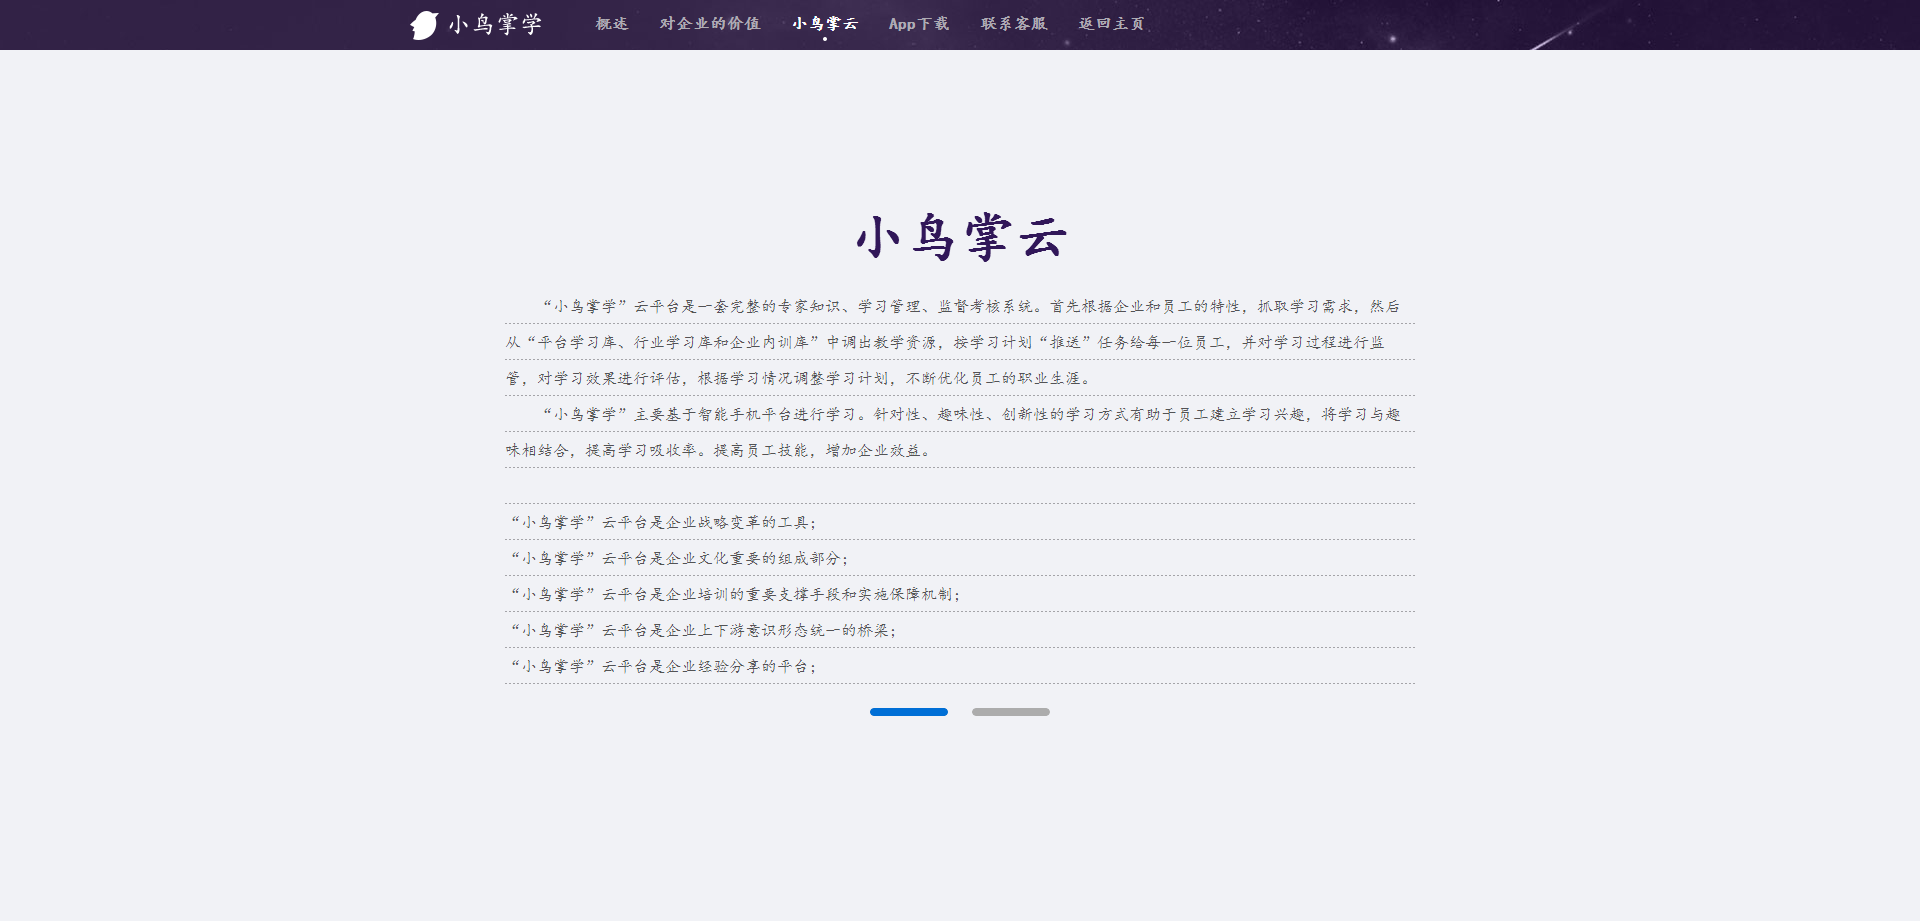 小鸟掌学
概述 对企业的价值 小鸟掌云 App下载 联系客服 返回主页
小鸟掌云
“小鸟掌学”云平台是一套完整的专家知识、学习管理、监督考核系统。首先根据企业和员工的特性，抓取学习需求，然后
从“平台学习库、行业学习库和企业内训库”中调出教学资源，按学习计划“推送”任务给每一位员工，并对学习过程进行监
管，对学习效果进行评估，根据学习情况调整学习计划，不断优化员工的职业生涯。
“小鸟掌学”主要基于智能手机平台进行学习。针对性、趣味性、创新性的学习方式有助于员工建立学习兴趣，将学习与趣
味相结合，提高学习吸收率。提高员工技能，增加企业效益。
“小鸟掌学”云平台是企业战略变革的工具；
“小鸟掌学”云平台是企业文化重要的组成部分；
“小鸟掌学”云平台是企业培训的重要支撑手段和实施保障机制；
“小鸟掌学”云平台是企业上下游意识形态统一的桥梁；
“小鸟掌学”云平台是企业经验分享的平台；